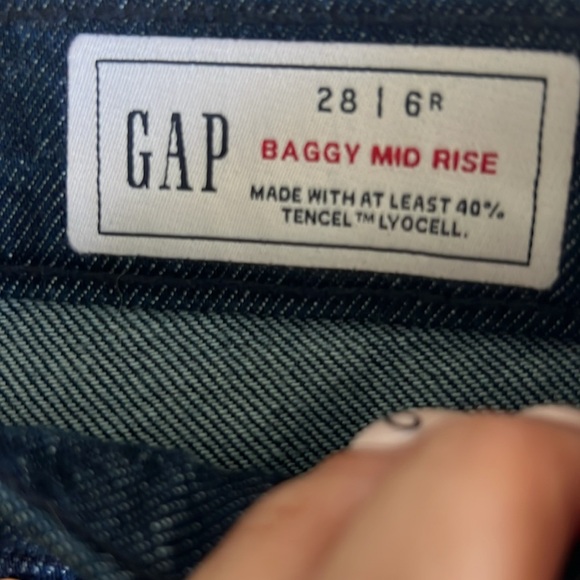 28 | 6R
GAP
BAGGY MID RISE
MADE WITH AT LEAST 40%
TENCEL™ LYOCELL.